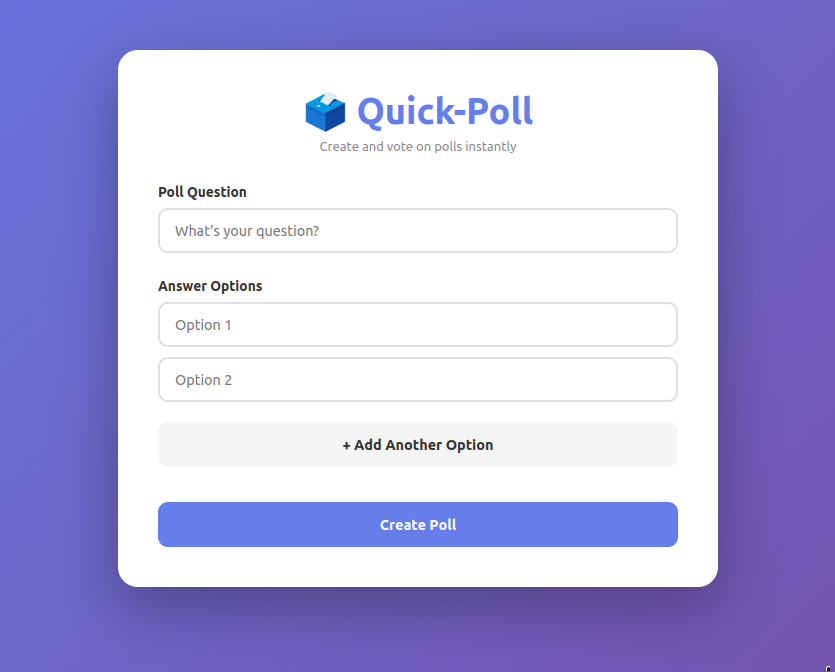 Quick-Poll
Create and vote on polls instantly
Poll Question
What's your question?
Answer Options
Option 1
Option 2
+ Add Another Option
Create Poll